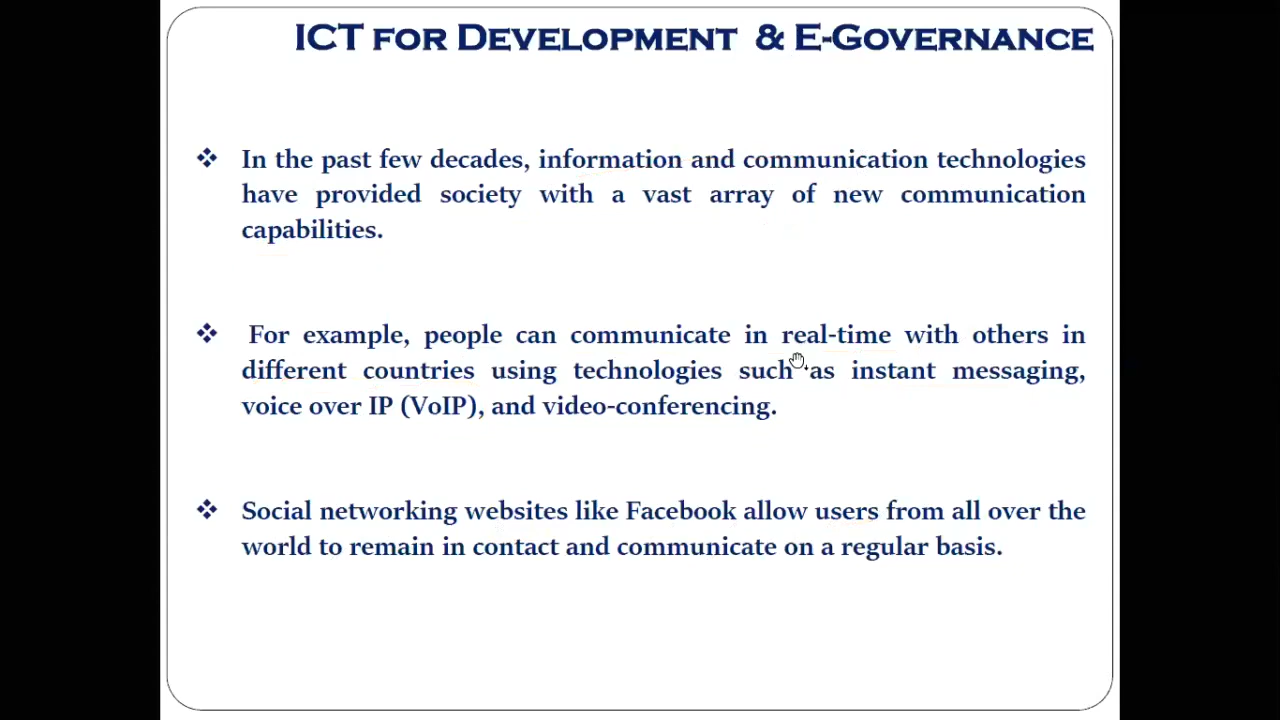 ICT FOR DEVELOPMENT & E-GOVERNANCE
❖ In the past few decades, information and communication technologies
have provided society with a vast array of new communication
capabilities.
❖ For example, people can communicate in real-time with others in
different countries using technologies such as instant messaging,
voice over IP (VoIP), and video-conferencing.
❖ Social networking websites like Facebook allow users from all over the
world to remain in contact and communicate on a regular basis.